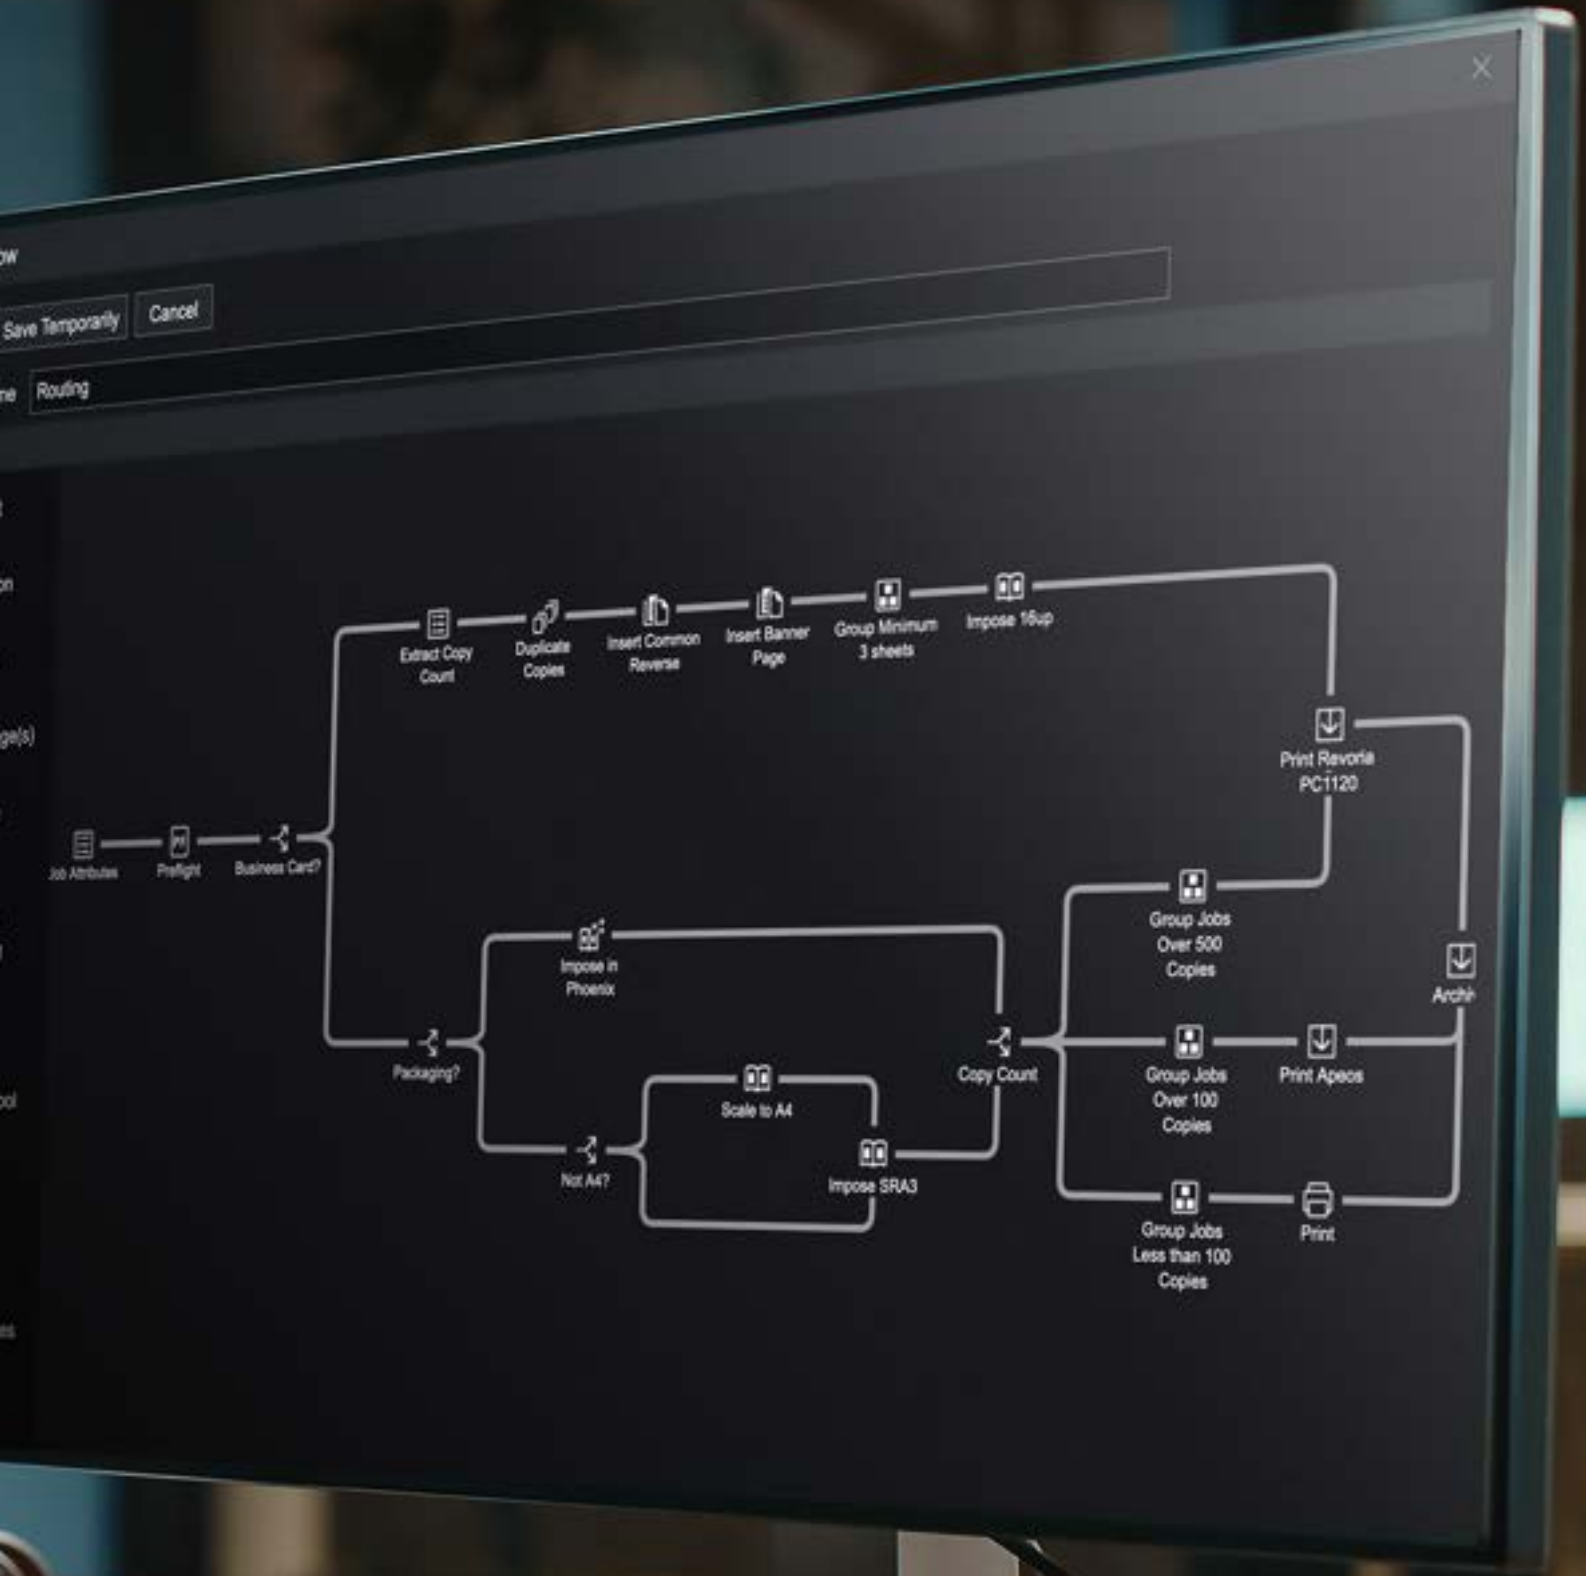 Save Temporarily
Cancel
Routing
ge(s)
Extract Copy
Count
Duplicate
Copies
Insert Common
Reverse
Insert Banner
Page
Group Minimum
3 sheets
Impose 16up
Print Revoria
PC1120
Job Attributes
Preflight
Business Card?
Impose in
Phoenix
Group Jobs
Over 500
Copies
Packaging?
Scale to A4
Copy Count
Group Jobs
Over 100
Copies
Print Apeos
Not A4?
Impose SRA3
Group Jobs
Less than 100
Copies
Print